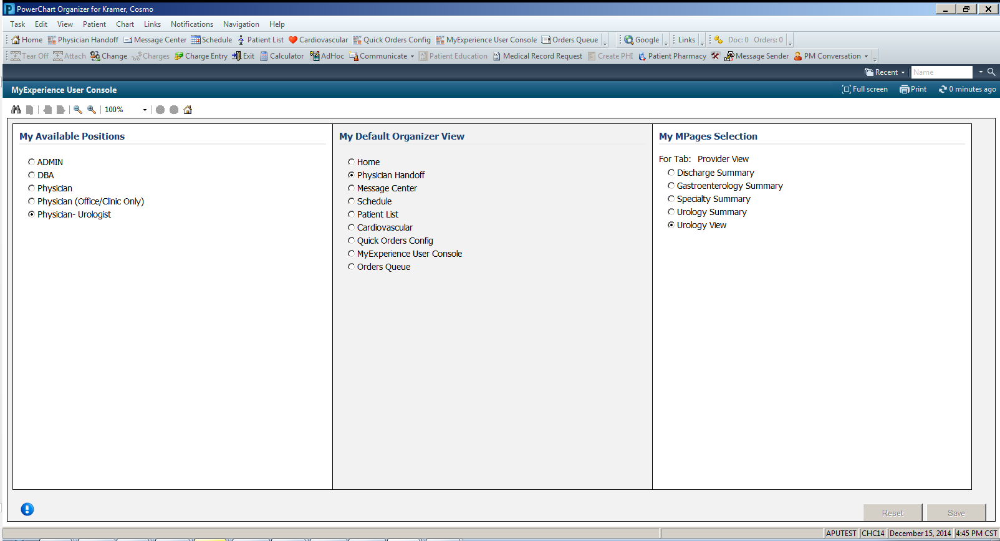 PowerChart Organizer for Kramer, Cosmo
Task Edit View Patient Chart Links Notifications Navigation Help
Home Physician Handoff Message Center Schedule Patient List Cardiovascular Quick Orders Config MyExperience User Console Orders Queue Google Links Doc: 0 Orders: 0
Tear Off Attach Change Charges Charge Entry Exit Calculator AdHoc Communicate Patient Education Medical Record Request Create PHI Patient Pharmacy Message Sender PM Conversation
Recent Name
MyExperience User Console Full screen Print 0 minutes ago
100%
My Available Positions
ADMIN
DBA
Physician
Physician (Office/Clinic Only)
Physician- Urologist
My Default Organizer View
Home
Physician Handoff
Message Center
Schedule
Patient List
Cardiovascular
Quick Orders Config
MyExperience User Console
Orders Queue
My MPages Selection
For Tab: Provider View
Discharge Summary
Gastroenterology Summary
Specialty Summary
Urology Summary
Urology View
Reset Save
APUTEST CHC14 December 15, 2014 4:45 PM CST